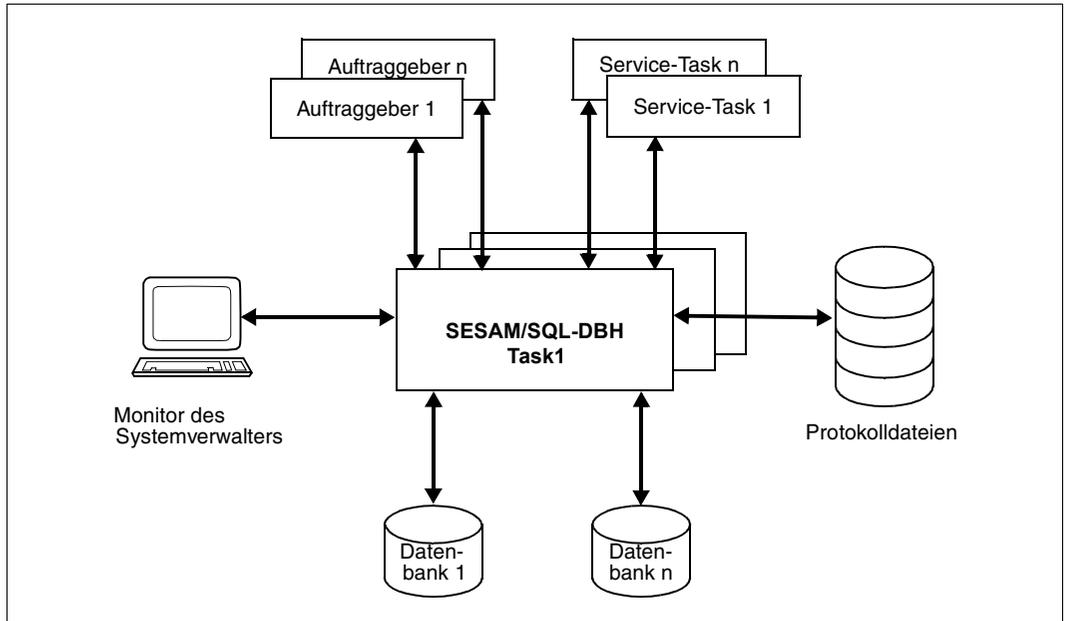 Auftraggeber n
Auftraggeber 1
Service-Task n
Service-Task 1
SESAM/SQL-DBH
Task1
Monitor des
Systemverwalters
Protokolldateien
Daten-
bank 1
Daten-
bank n